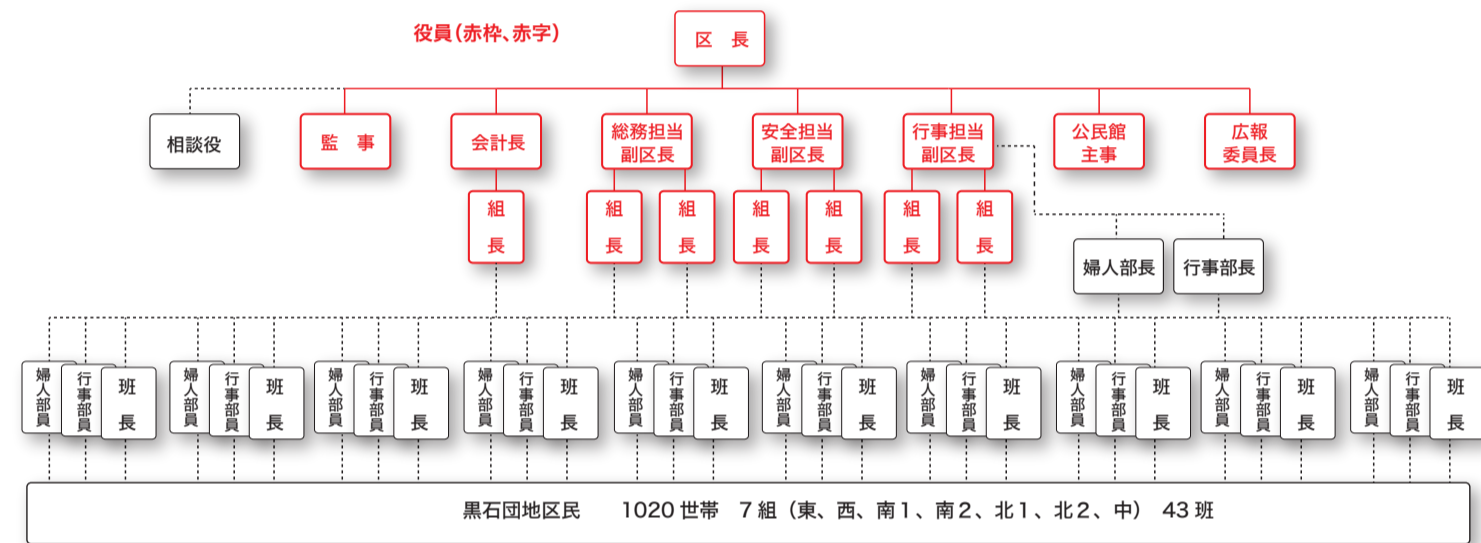 役員（赤枠、赤字）
区　長
相談役
監　事
会計長
総務担当
副区長
安全担当
副区長
行事担当
副区長
公民館
主事
広報
委員長
組長
組長
組長
組長
組長
組長
組長
婦人部長
行事部長
婦人部員
行事部員
班長
婦人部員
行事部員
班長
婦人部員
行事部員
班長
婦人部員
行事部員
班長
婦人部員
行事部員
班長
婦人部員
行事部員
班長
婦人部員
行事部員
班長
婦人部員
行事部員
班長
婦人部員
行事部員
班長
婦人部員
行事部員
班長
黒石団地区民　　1020 世帯　7 組（東、西、南１、南２、北１、北２、中）　43 班